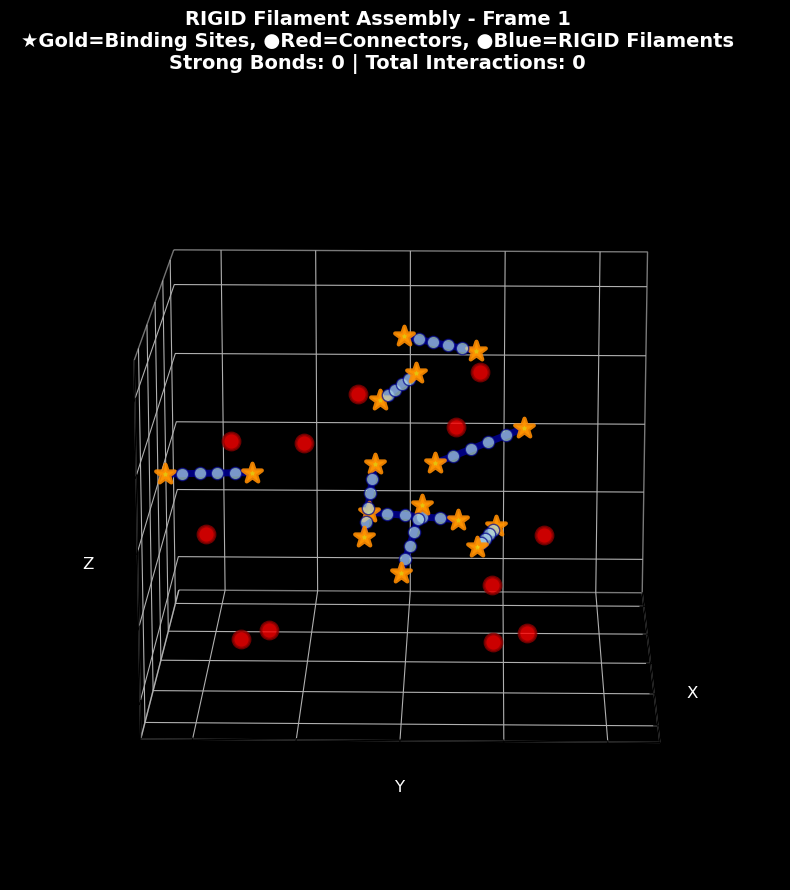 RIGID Filament Assembly - Frame 1
★Gold=Binding Sites, ●Red=Connectors, ●Blue=RIGID Filaments
Strong Bonds: 0 | Total Interactions: 0
Z
X
Y